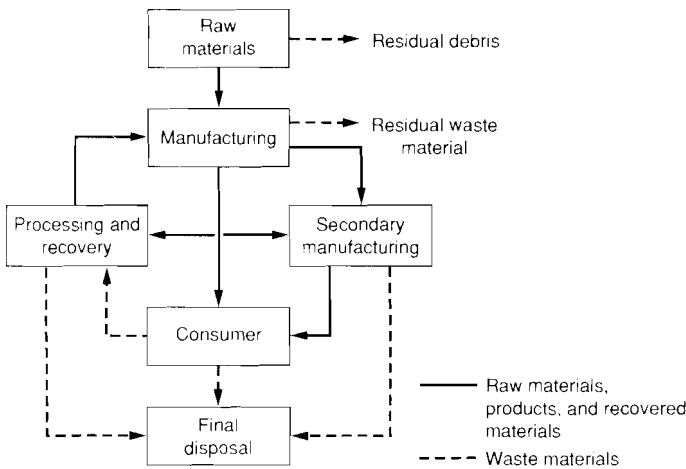 Raw
materials
Residual debris
Manufacturing
Residual waste
material
Processing and
recovery
Secondary
manufacturing
Consumer
Final
disposal
Raw materials,
products, and recovered
materials
Waste materials